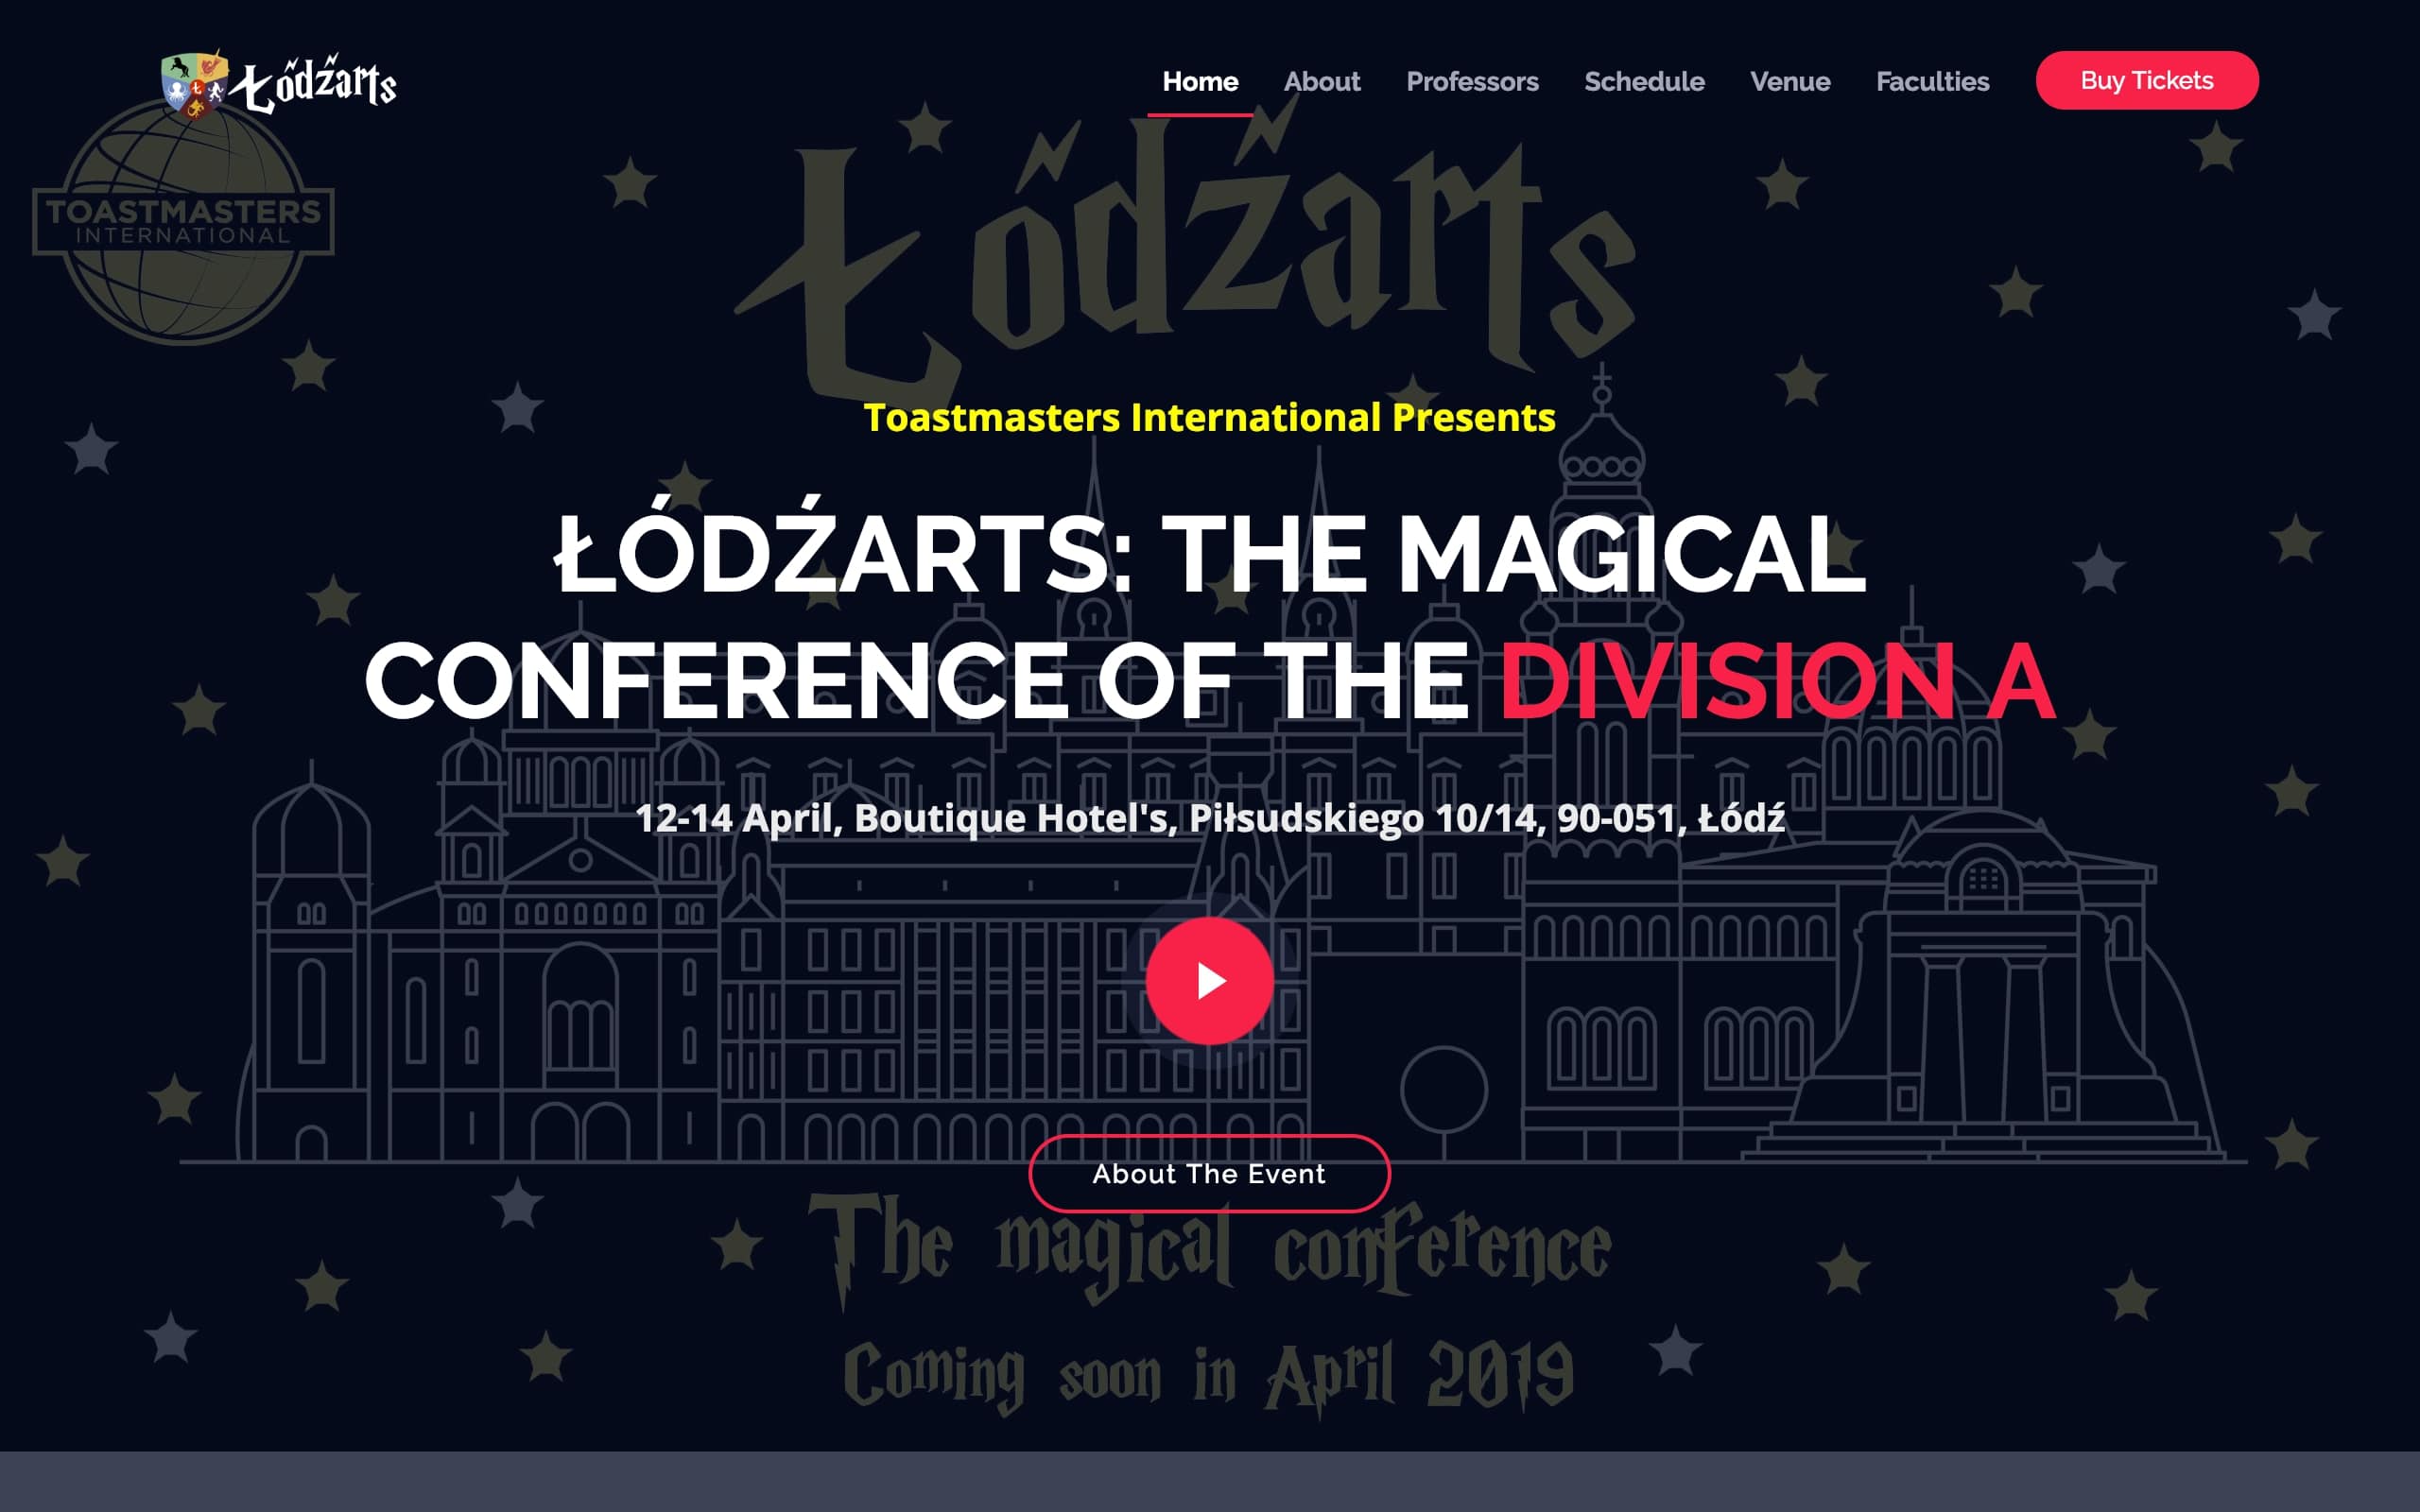 Łódźarts
Home About Professors Schedule Venue Faculties Buy Tickets
TOASTMASTERS
INTERNATIONAL
Łódźarts
Toastmasters International Presents
ŁÓDŹARTS: THE MAGICAL
CONFERENCE OF THE DIVISION A
12-14 April, Boutique Hotel's, Piłsudskiego 10/14, 90-051, Łódź
About The Event
The magical conference
Coming soon in April 2019